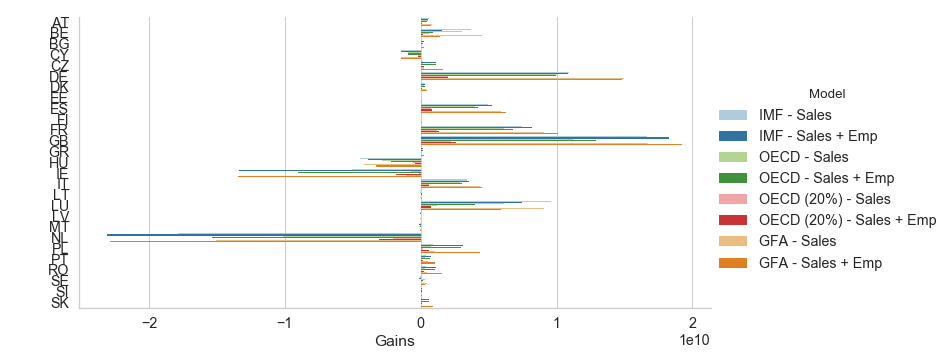 AT
BE
BG
CY
CZ
DE
DK
EE
ES
FI
FR
GB
GR
HU
IE
IT
LT
LU
LV
MT
NL
PL
PT
RO
SE
SI
SK
−2 −1 0 1 2
1e10
Gains
Model
IMF - Sales
IMF - Sales + Emp
OECD - Sales
OECD - Sales + Emp
OECD (20%) - Sales
OECD (20%) - Sales + Emp
GFA - Sales
GFA - Sales + Emp